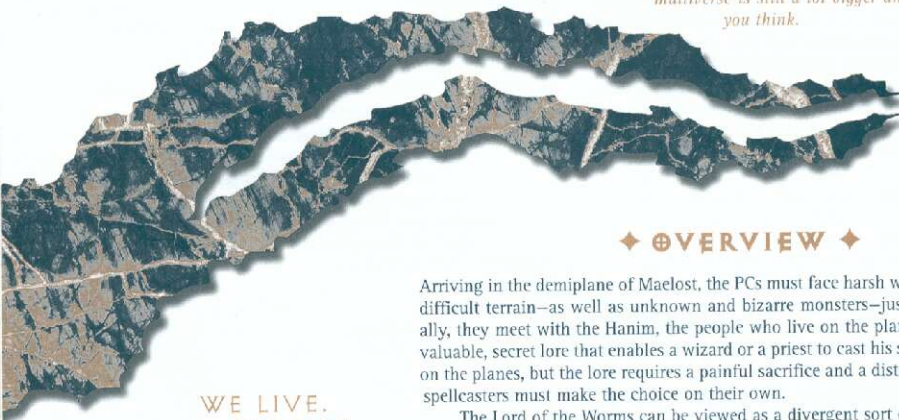 you think.
✦ OVERVIEW ✦
Arriving in the demiplane of Maelost, the PCs must face harsh
difficult terrain—as well as unknown and bizarre monsters—
ally, they meet with the Hanim, the people who live on the
valuable, secret lore that enables a wizard or a priest to cast his
on the planes, but the lore requires a painful sacrifice and a
spellcasters must make the choice on their own.
The Lord of the Worms can be viewed as a divergent sort
WE LIVE.